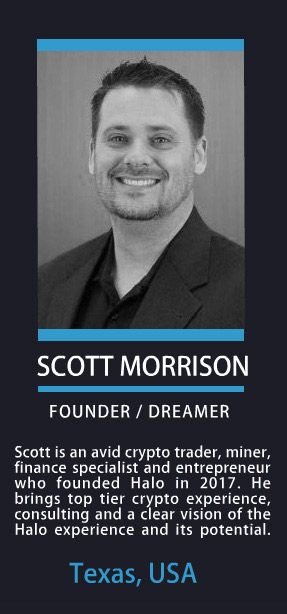 SCOTT MORRISON
FOUNDER / DREAMER
Scott is an avid crypto trader, miner,
finance specialist and entrepreneur
who founded Halo in 2017. He
brings top tier crypto experience,
consulting and a clear vision of the
Halo experience and its potential.
Texas, USA